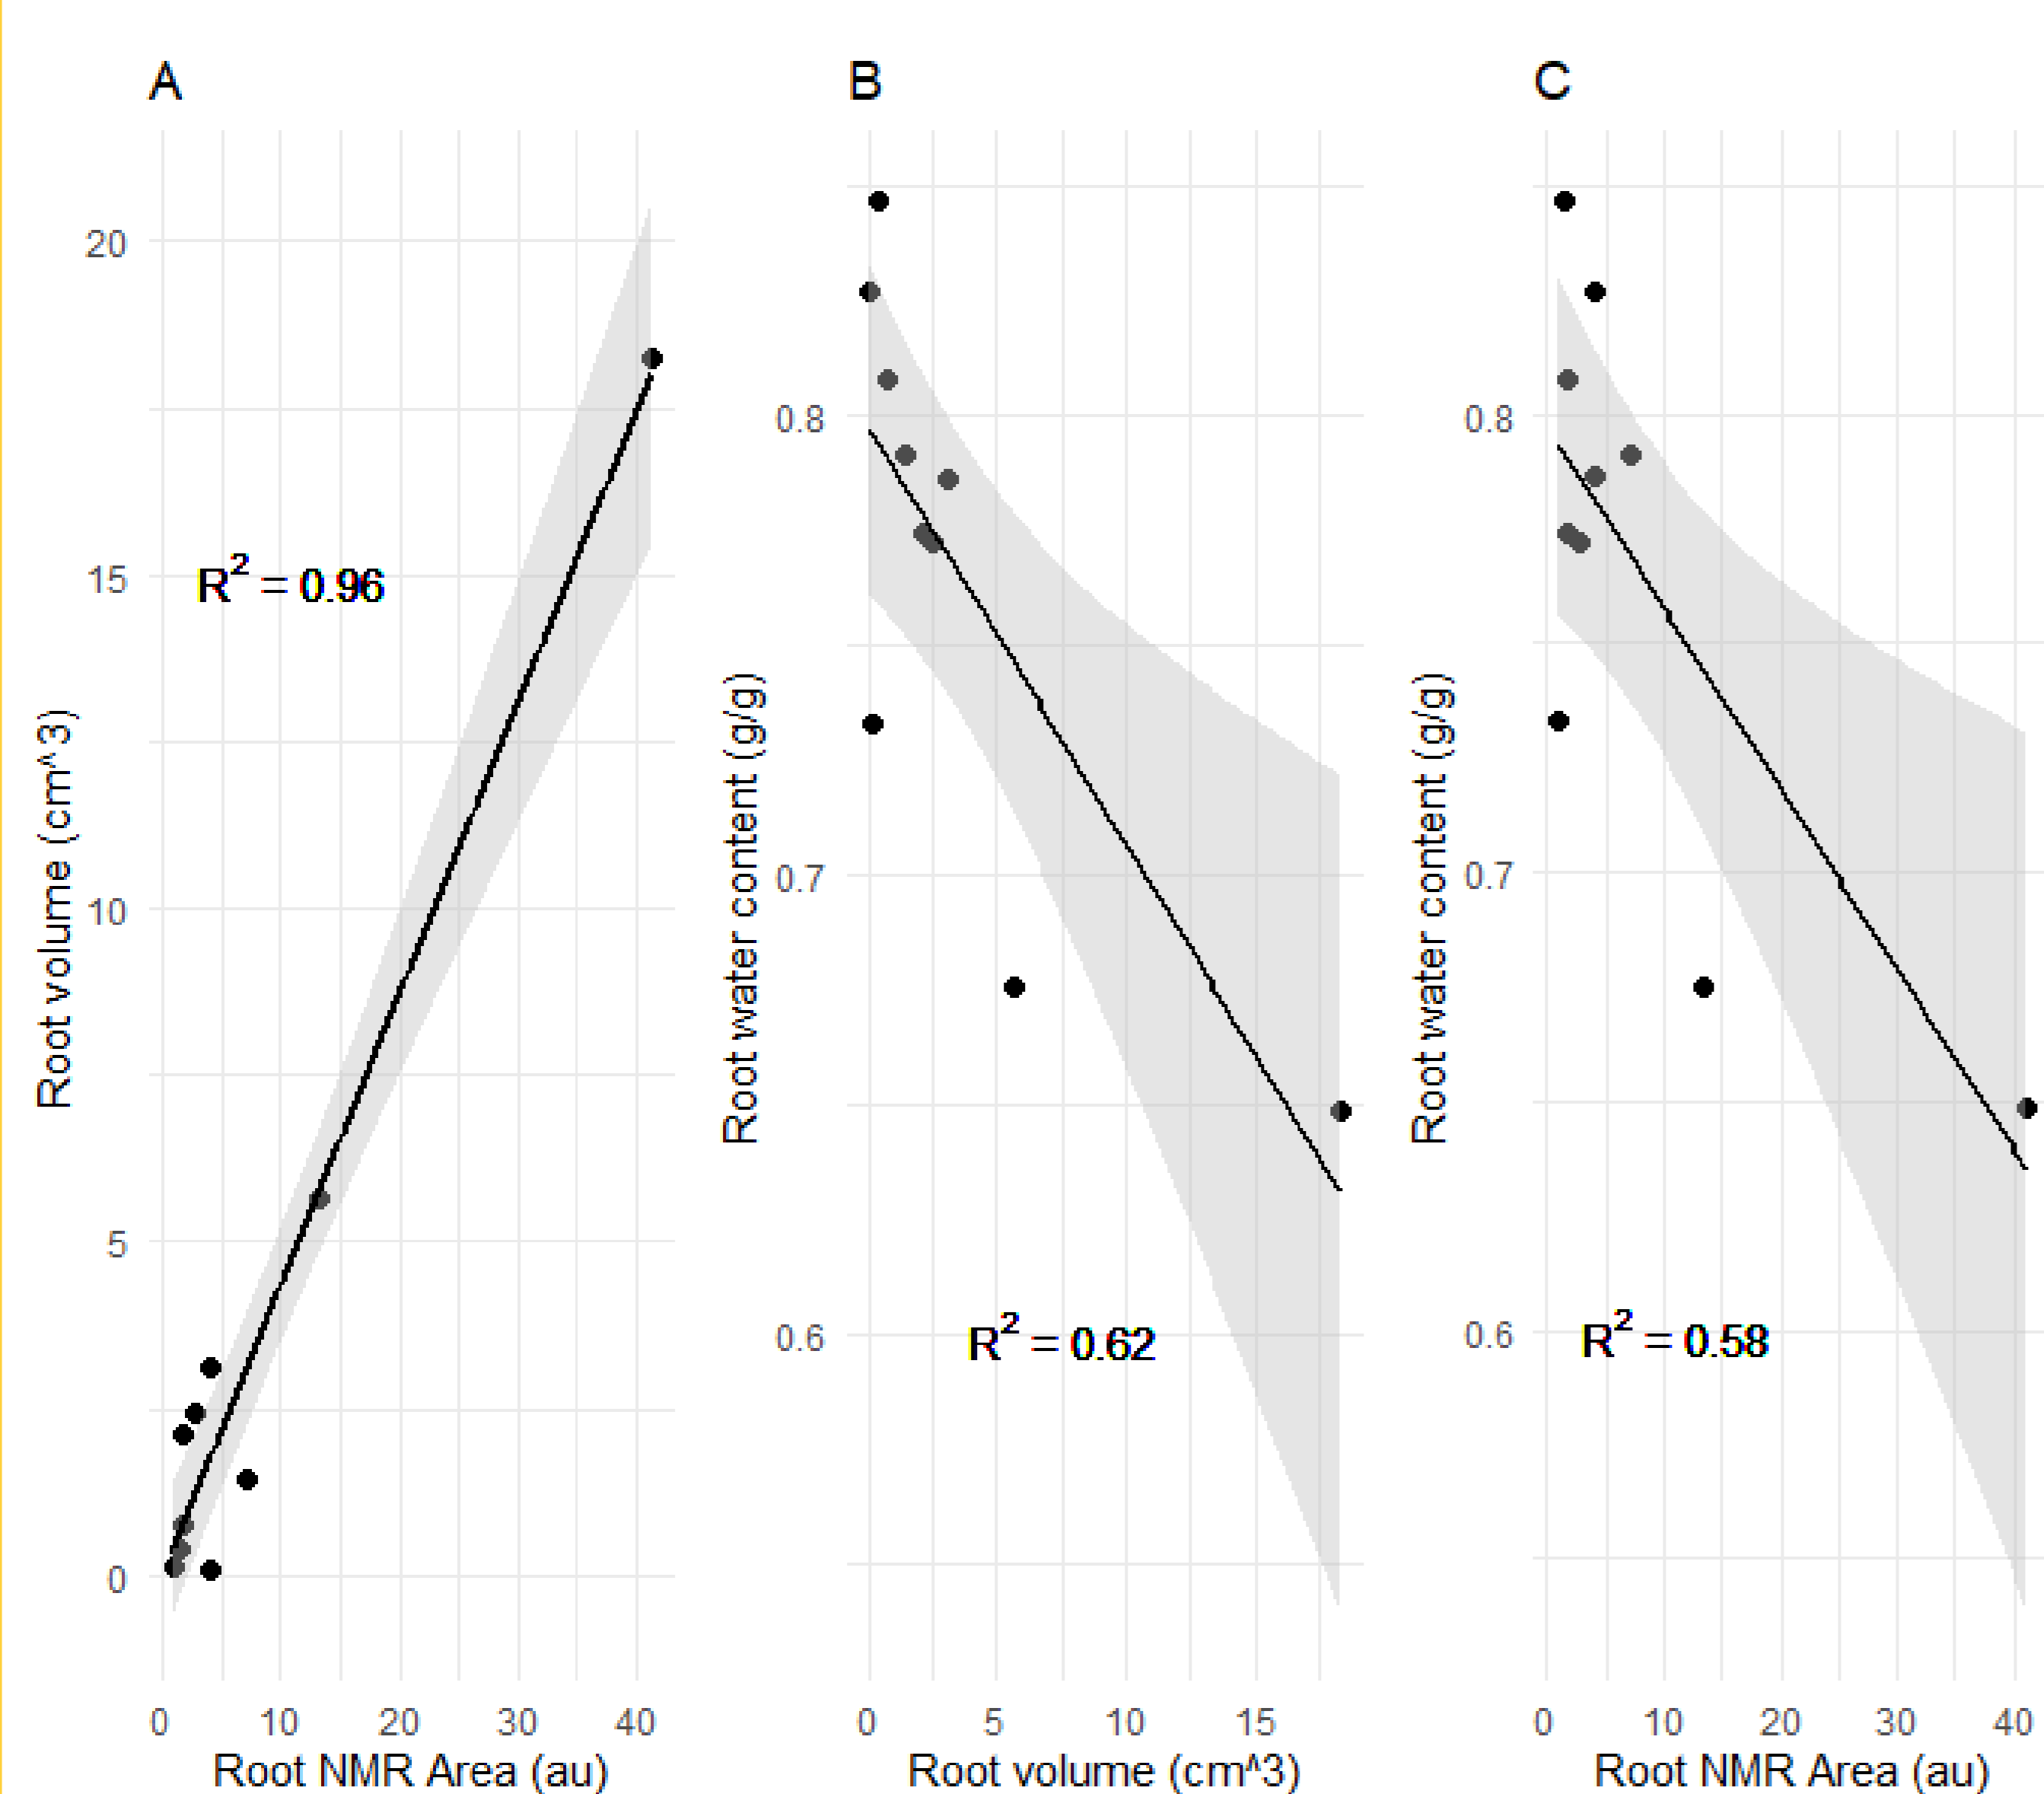 A
Root volume (cm^3)
20
15
10
5
0
R² = 0.96
0 10 20 30 40
Root NMR Area (au)
B
Root water content (g/g)
0.8
0.7
0.6
R² = 0.62
0 5 10 15
Root volume (cm^3)
C
Root water content (g/g)
0.8
0.7
0.6
R² = 0.58
0 10 20 30 40
Root NMR Area (au)